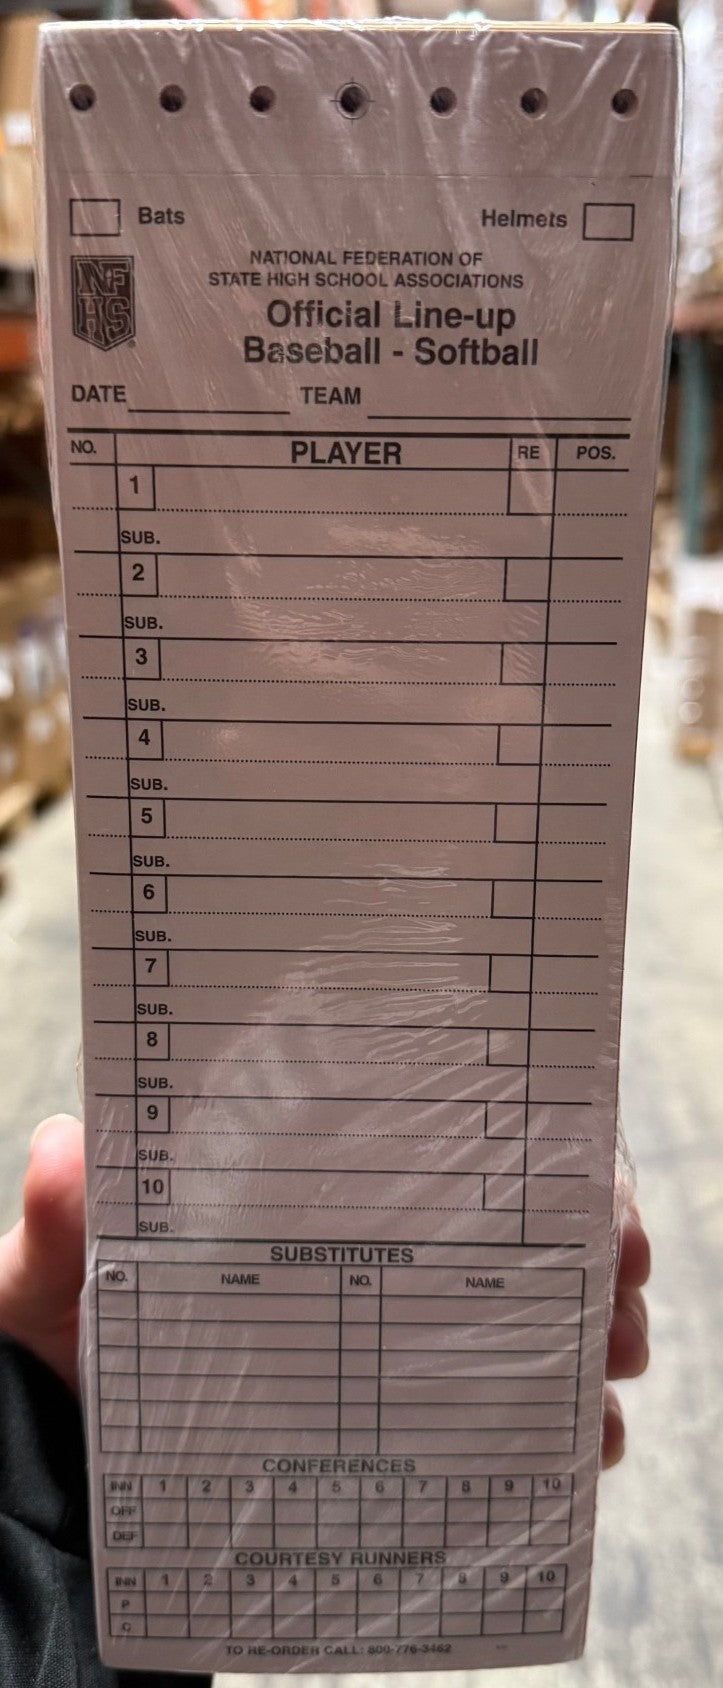 Bats Helmets
NFHS
NATIONAL FEDERATION OF
STATE HIGH SCHOOL ASSOCIATIONS
Official Line-up
Baseball - Softball
DATE TEAM
NO. PLAYER RE POS.
1
SUB.
2
SUB.
3
SUB.
4
SUB.
5
SUB.
6
SUB.
7
SUB.
8
SUB.
9
SUB.
10
SUB.
SUBSTITUTES
NO. NAME NO. NAME
CONFERENCES
INN 1 2 3 4 5 6 7 8 9 10
OFF
DEF
COURTESY RUNNERS
INN 1 2 3 4 5 6 7 8 9 10
P
C
TO RE-ORDER CALL: 800-776-3462